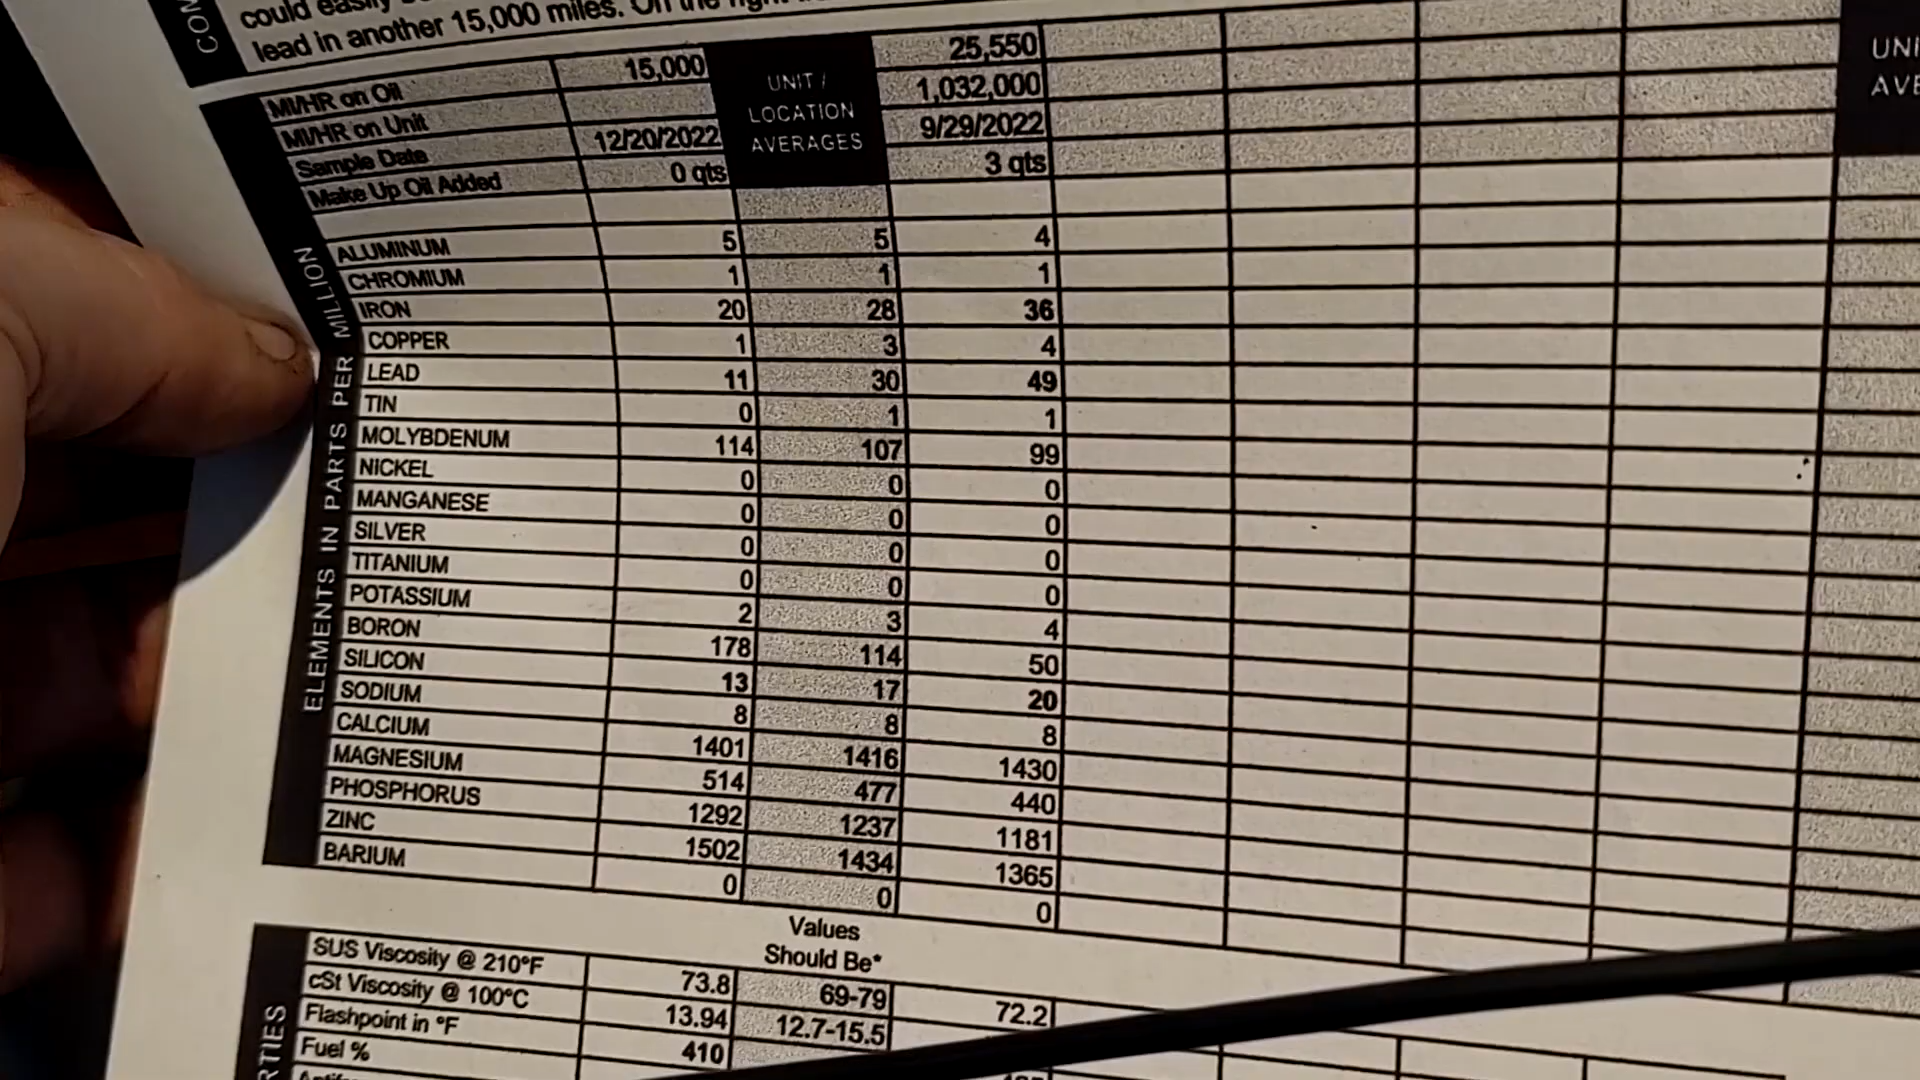 CON
could easily
lead in another 15,000 miles. On the right
MI/HR on Oil 15,000 UNIT / LOCATION AVERAGES 25,550
MI/HR on Unit 1,032,000
Sample Date 12/20/2022 9/29/2022
Make Up Oil Added 0 qts 3 qts
UNI
AVE
ELEMENTS IN PARTS PER MILLION
ALUMINUM 5 5 4
CHROMIUM 1 1 1
IRON 20 28 36
COPPER 1 3 4
LEAD 11 30 49
TIN 0 1 1
MOLYBDENUM 114 107 99
NICKEL 0 0 0
MANGANESE 0 0 0
SILVER 0 0 0
TITANIUM 0 0 0
POTASSIUM 2 3 4
BORON 178 114 50
SILICON 13 17 20
SODIUM 8 8 8
CALCIUM 1401 1416 1430
MAGNESIUM 514 477 440
PHOSPHORUS 1292 1237 1181
ZINC 1502 1434 1365
BARIUM 0 0 0
Values
Should Be*
RTIES
SUS Viscosity @ 210°F 73.8 69-79 72.2
cSt Viscosity @ 100°C 13.94 12.7-15.5
Flashpoint in °F 410
Fuel %